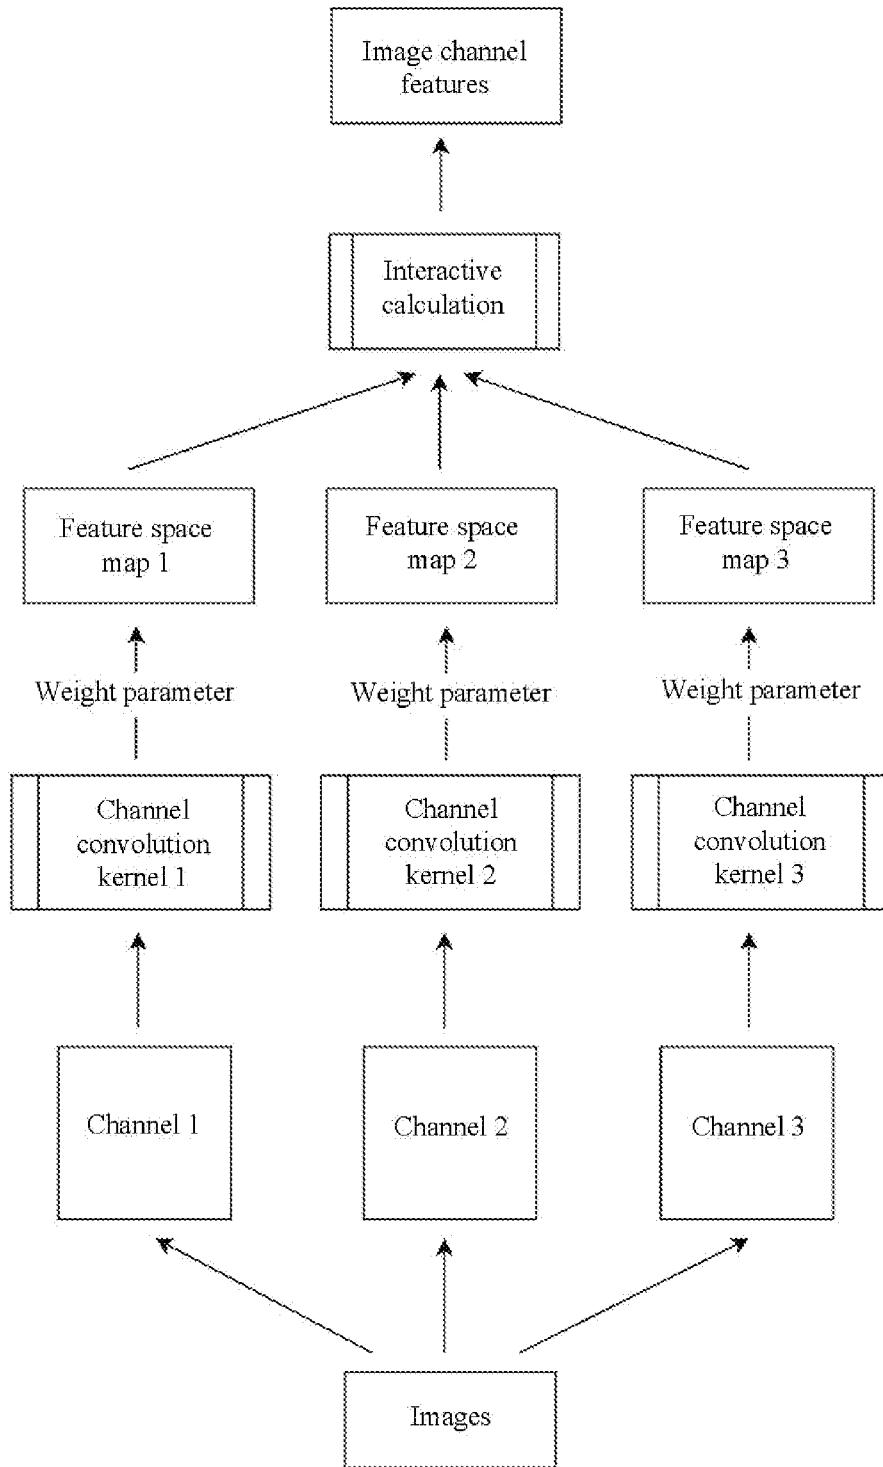 Image channel
features
Interactive
calculation
Feature space
map 1
Feature space
map 2
Feature space
map 3
Weight parameter
Weight parameter
Weight parameter
Channel
convolution
kernel 1
Channel
convolution
kernel 2
Channel
convolution
kernel 3
Channel 1
Channel 2
Channel 3
Images